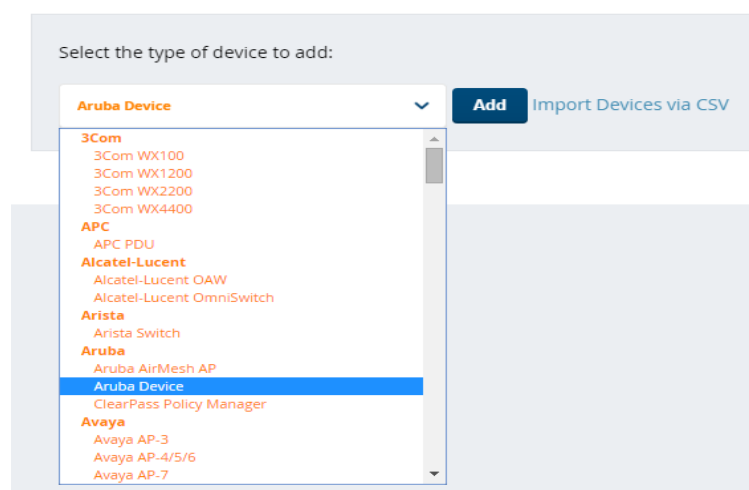 Select the type of device to add:
Aruba Device Add Import Devices via CSV
3Com
3Com WX100
3Com WX1200
3Com WX2200
3Com WX4400
APC
APC PDU
Alcatel-Lucent
Alcatel-Lucent OAW
Alcatel-Lucent OmniSwitch
Arista
Arista Switch
Aruba
Aruba AirMesh AP
Aruba Device
ClearPass Policy Manager
Avaya
Avaya AP-3
Avaya AP-4/5/6
Avaya AP-7